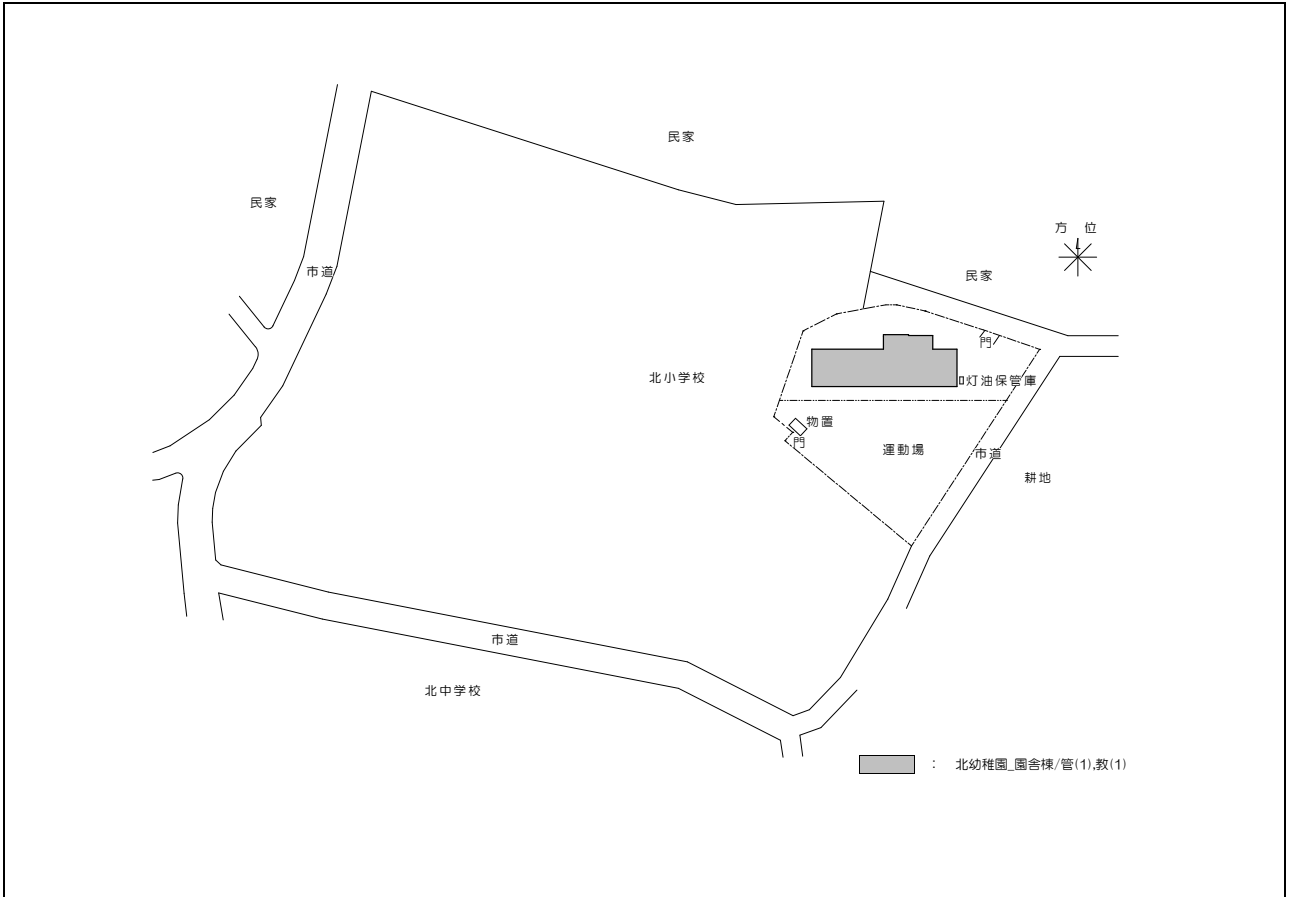 民家
民家
方 位
民家
市道
門
北小学校
灯油保管庫
物置
門
運動場
市道
耕地
市道
北中学校
： 北幼稚園_園舎棟/管(1),教(1)